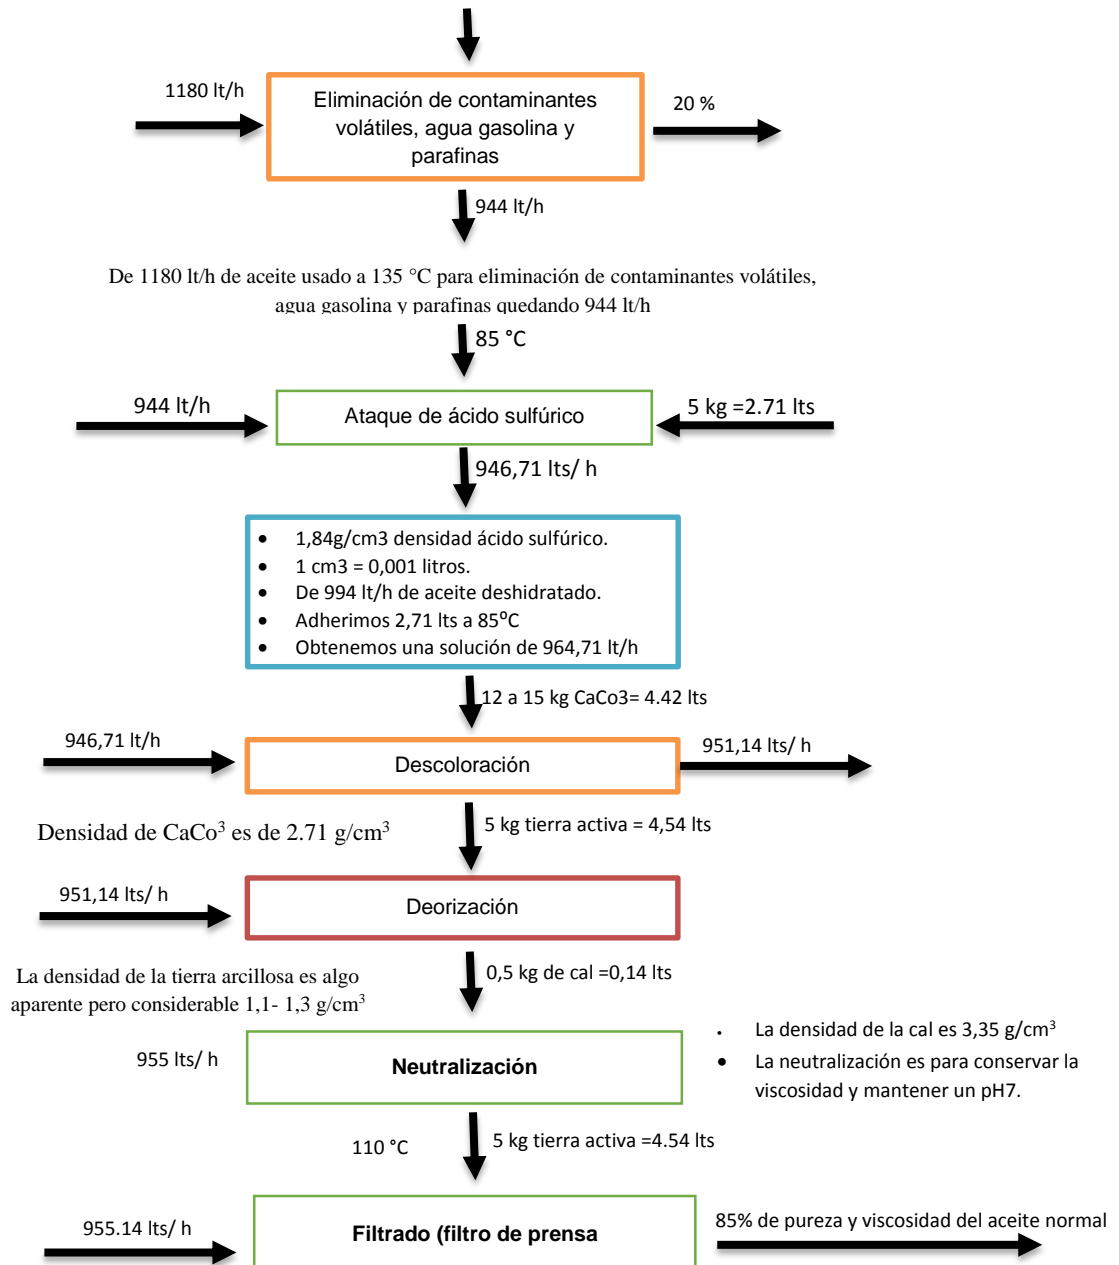 1180 lt/h
Eliminación de contaminantes
volátiles, agua gasolina y
parafinas
20 %
944 lt/h
De 1180 lt/h de aceite usado a 135 °C para eliminación de contaminantes volátiles,
agua gasolina y parafinas quedando 944 lt/h
85 °C
944 lt/h
Ataque de ácido sulfúrico
5 kg =2.71 lts
946,71 lts/ h
• 1,84g/cm3 densidad ácido sulfúrico.
• 1 cm3 = 0,001 litros.
• De 994 lt/h de aceite deshidratado.
• Adherimos 2,71 lts a 85⁰C
• Obtenemos una solución de 964,71 lt/h
12 a 15 kg CaCo3= 4.42 lts
946,71 lt/h
Descoloración
951,14 lts/ h
5 kg tierra activa = 4,54 lts
Densidad de CaCo³ es de 2.71 g/cm³
951,14 lts/ h
Deorización
0,5 kg de cal =0,14 lts
La densidad de la tierra arcillosa es algo
aparente pero considerable 1,1- 1,3 g/cm³
955 lts/ h
Neutralización
• La densidad de la cal es 3,35 g/cm³
• La neutralización es para conservar la
viscosidad y mantener un pH7.
110 °C
5 kg tierra activa =4.54 lts
955.14 lts/ h
Filtrado (filtro de prensa
85% de pureza y viscosidad del aceite normal